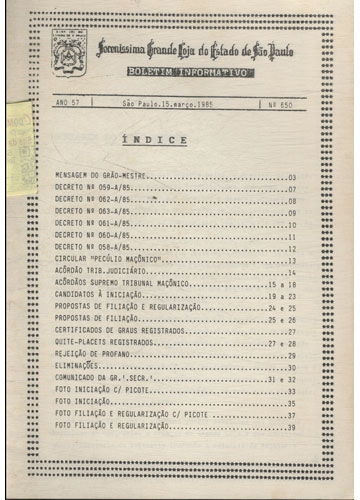 Sereníssima Grande Loja do Estado de São Paulo
BOLETIM INFORMATIVO
ANO 57 | São Paulo.15.março.1985 | Nº 650
ÍNDICE
MENSAGEM DO GRÃO-MESTRE...03
DECRETO Nº 059-A/85...07
DECRETO Nº 062-A/85...08
DECRETO Nº 063-A/85...09
DECRETO Nº 061-A/85...10
DECRETO Nº 060-A/85...11
DECRETO Nº 058-A/85...12
CIRCULAR "PECÚLIO MAÇÔNICO"...13
ACÓRDÃO TRIB.JUDICIÁRIO...14
ACÓRDÃOS SUPREMO TRIBUNAL MAÇÔNICO...15 a 18
CANDIDATOS À INICIAÇÃO...19 a 23
PROPOSTAS DE FILIAÇÃO E REGULARIZAÇÃO...24 e 25
PROPOSTAS DE FILIAÇÃO...25 e 26
CERTIFICADOS DE GRAUS REGISTRADOS...27
QUITE-PLACETS REGISTRADOS...27 e 28
REJEIÇÃO DE PROFANO...29
ELIMINAÇÕES...30
COMUNICADO DA GR.'.SECR.'...31 e 32
FOTO INICIAÇÃO C/ PICOTE...33
FOTO INICIAÇÃO...35
FOTO FILIAÇÃO E REGULARIZAÇÃO C/ PICOTE...37
FOTO FILIAÇÃO E REGULARIZAÇÃO...39